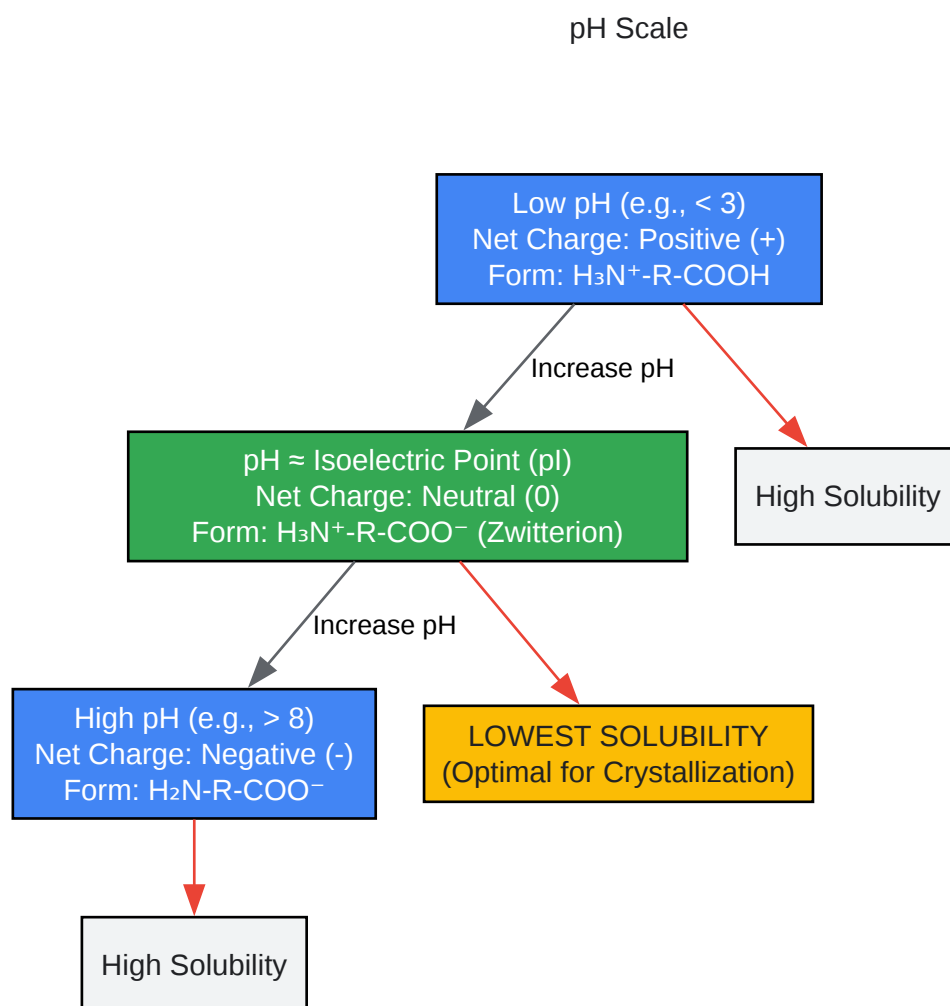 pH Scale
Low pH (e.g., < 3)
Net Charge: Positive (+)
Form: H₃N⁺-R-COOH
Increase pH
pH ≈ Isoelectric Point (pI)
Net Charge: Neutral (0)
Form: H₃N⁺-R-COO⁻ (Zwitterion)
High Solubility
Increase pH
High pH (e.g., > 8)
Net Charge: Negative (-)
Form: H₂N-R-COO⁻
LOWEST SOLUBILITY
(Optimal for Crystallization)
High Solubility